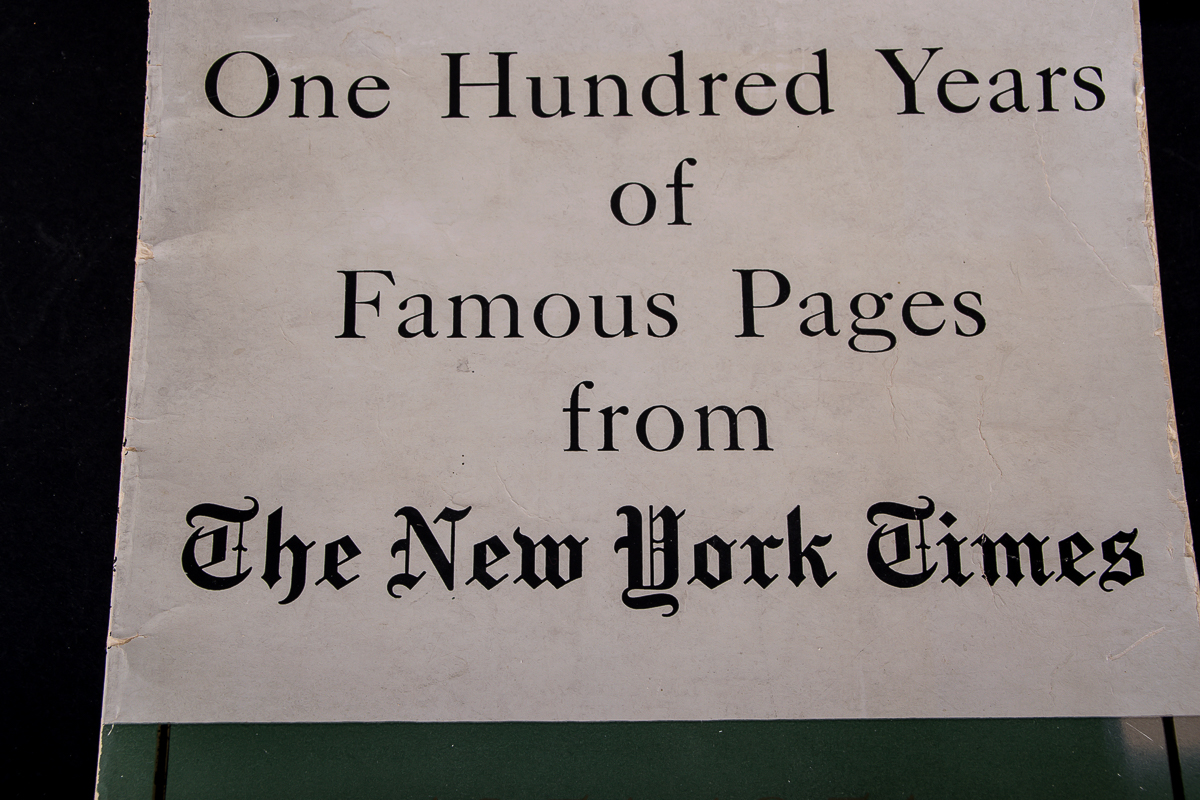 One Hundred Years
of
Famous Pages
from
The New York Times